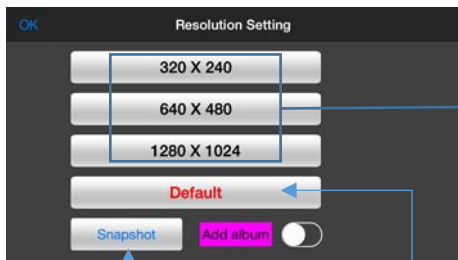 OK Resolution Setting
320 X 240
640 X 480
1280 X 1024
Default
Snapshot Add album